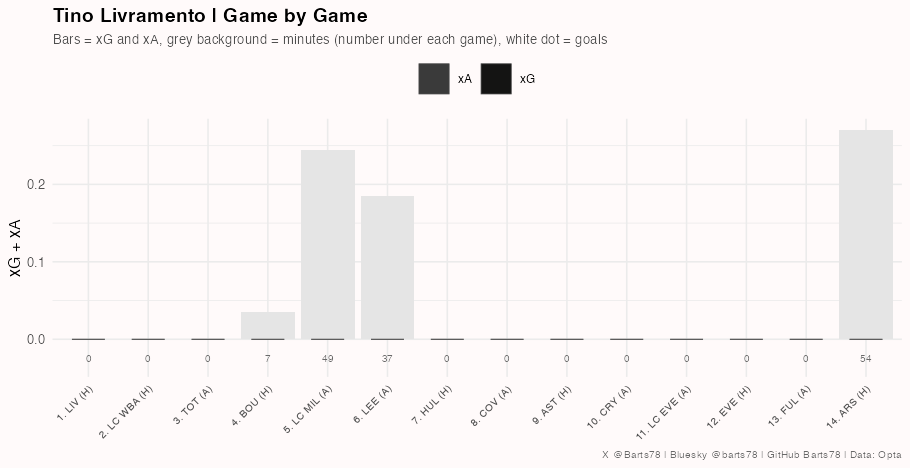 Tino Livramento | Game by Game
Bars = xG and xA, grey background = minutes (number under each game), white dot = goals
xA xG
xG + xA
0.2
0.1
0.0
0 0 0 7 49 37 0 0 0 0 0 0 0 54
1. LIV (H)
2. LC WBA (H)
3. TOT (A)
4. BOU (H)
5. LC MIL (A)
6. LEE (A)
7. HUL (H)
8. COV (A)
9. AST (H)
10. CRY (A)
11. LC EVE (A)
12. EVE (H)
13. FUL (A)
14. ARS (H)
X @Barts78 | Bluesky @barts78 | GitHub Barts78 | Data: Opta